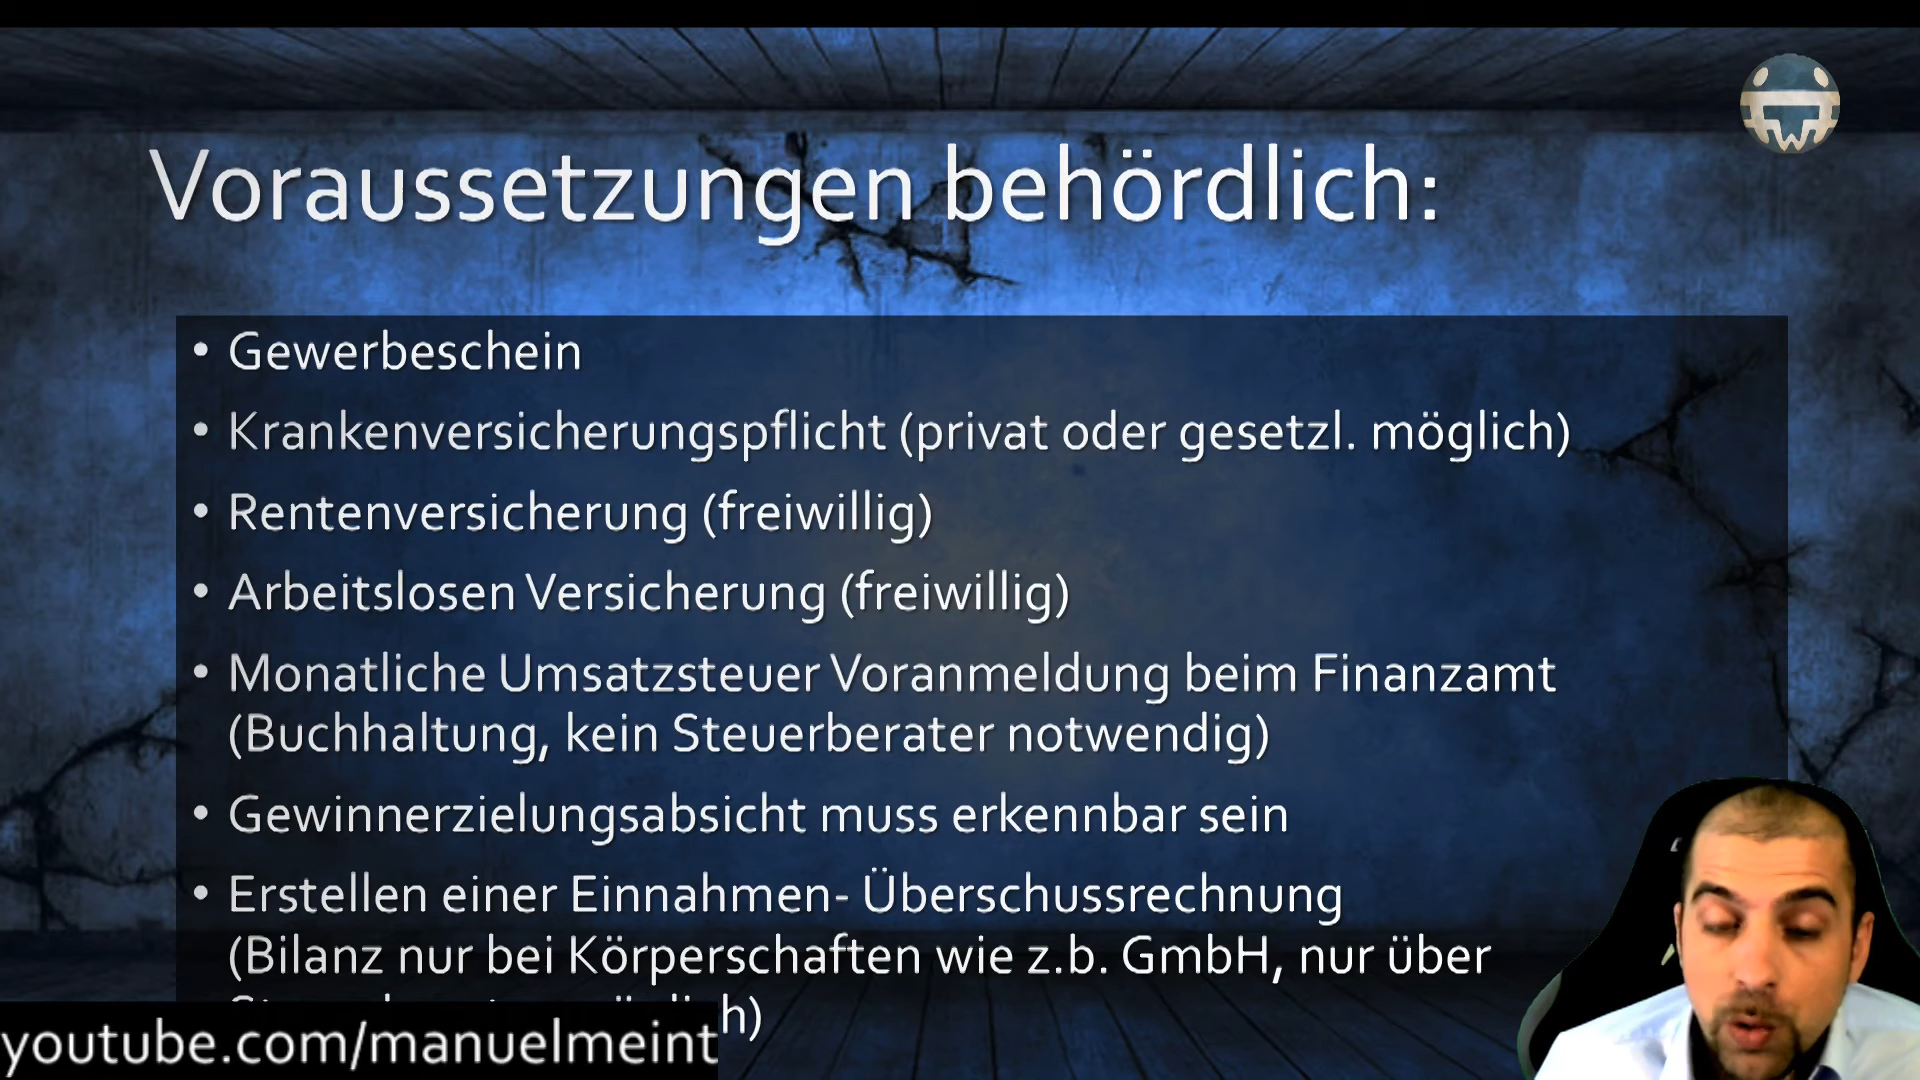 Voraussetzungen behördlich:
• Gewerbeschein
• Krankenversicherungspflicht (privat oder gesetzl. möglich)
• Rentenversicherung (freiwillig)
• Arbeitslosen Versicherung (freiwillig)
• Monatliche Umsatzsteuer Voranmeldung beim Finanzamt
(Buchhaltung, kein Steuerberater notwendig)
• Gewinnerzielungsabsicht muss erkennbar sein
• Erstellen einer Einnahmen- Überschussrechnung
(Bilanz nur bei Körperschaften wie z.b. GmbH, nur über
youtube.com/manuelmeint